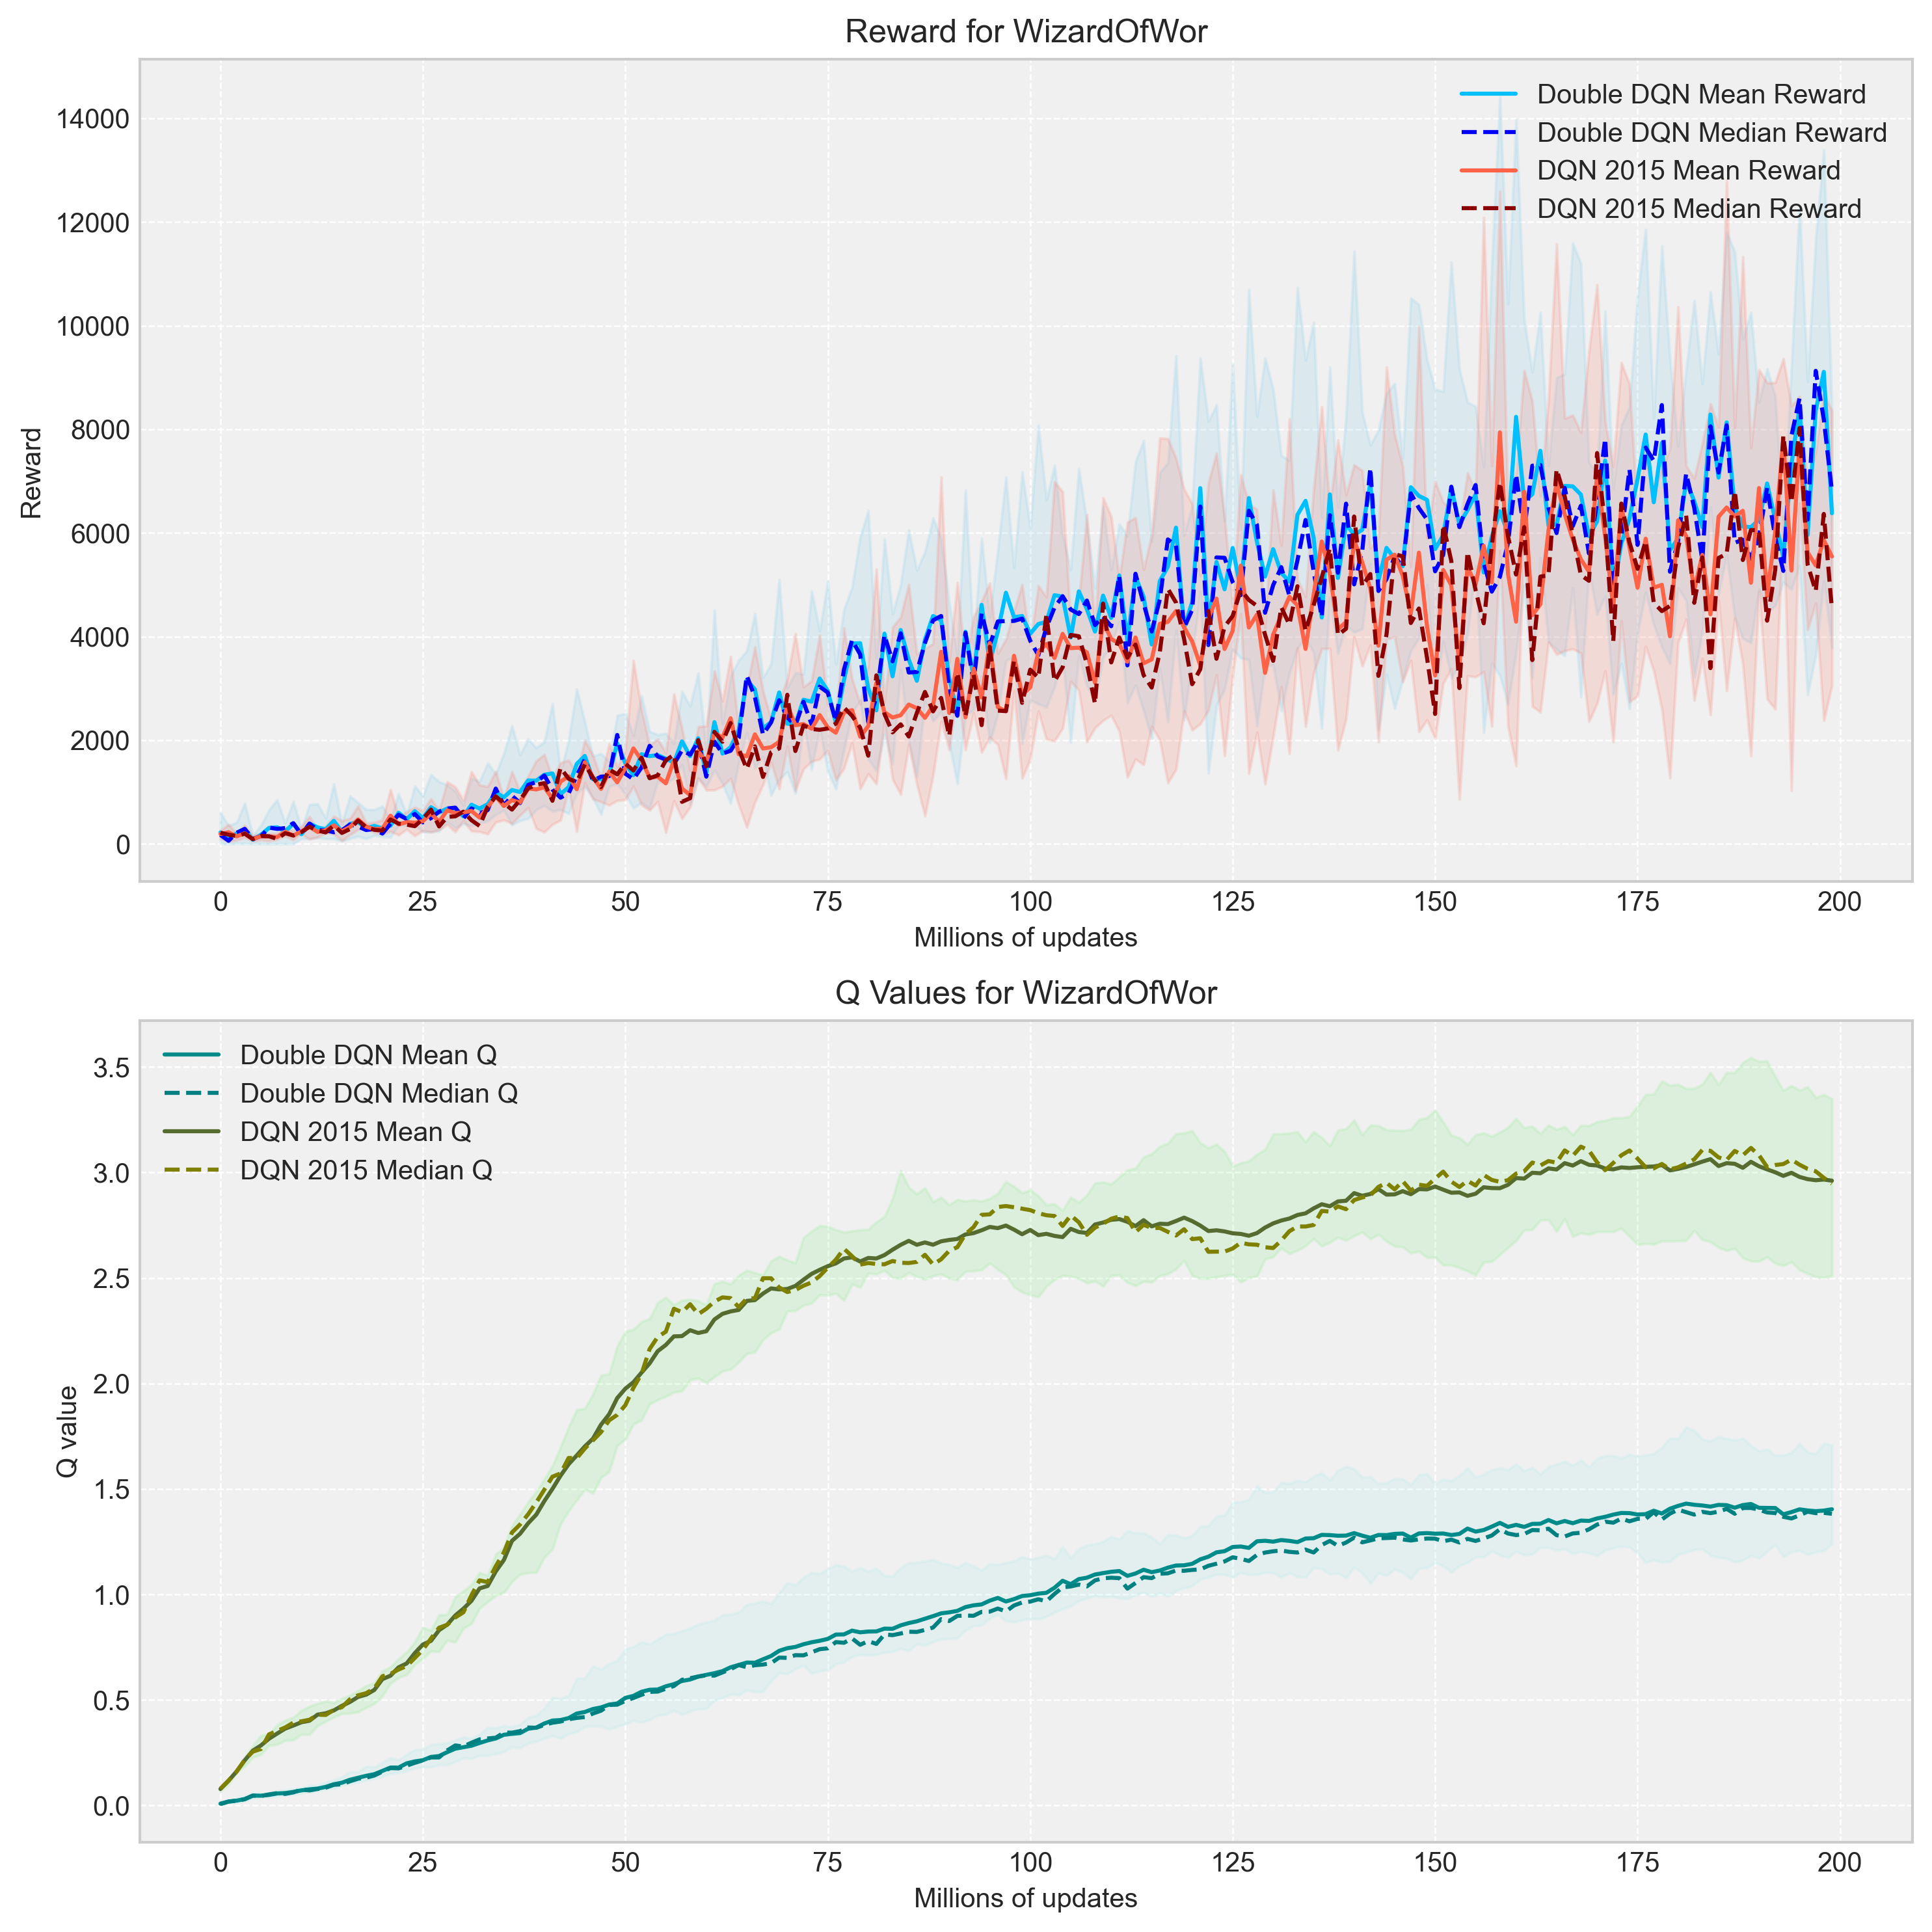 Reward for WizardOfWor
14000
12000
10000
8000
6000
4000
2000
0
Reward
Double DQN Mean Reward
Double DQN Median Reward
DQN 2015 Mean Reward
DQN 2015 Median Reward
0 25 50 75 100 125 150 175 200
Millions of updates
Q Values for WizardOfWor
3.5
3.0
2.5
2.0
1.5
1.0
0.5
0.0
Q value
Double DQN Mean Q
Double DQN Median Q
DQN 2015 Mean Q
DQN 2015 Median Q
0 25 50 75 100 125 150 175 200
Millions of updates